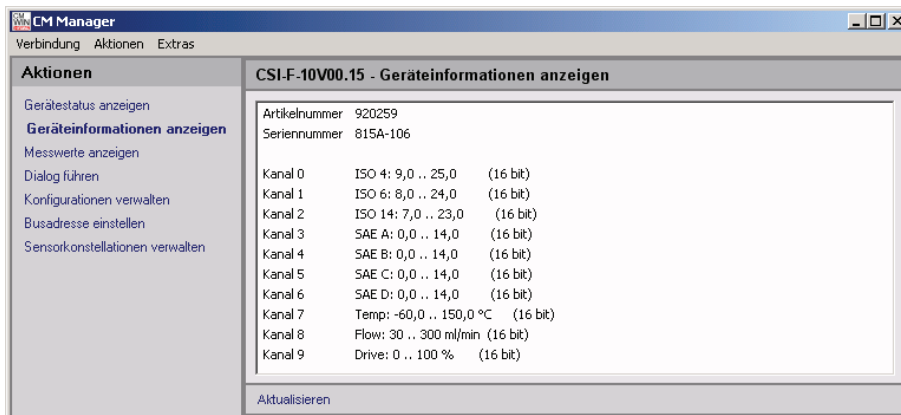 CM Manager
Verbindung Aktionen Extras
Aktionen
Gerätestatus anzeigen
Geräteinformationen anzeigen
Messwerte anzeigen
Dialog führen
Konfigurationen verwalten
Busadresse einstellen
Sensorkonstellationen verwalten
CSI-F-10V00.15 - Geräteinformationen anzeigen
Artikelnummer 920259
Seriennummer 815A-106
Kanal 0 ISO 4: 9,0 .. 25,0 (16 bit)
Kanal 1 ISO 6: 8,0 .. 24,0 (16 bit)
Kanal 2 ISO 14: 7,0 .. 23,0 (16 bit)
Kanal 3 SAE A: 0,0 .. 14,0 (16 bit)
Kanal 4 SAE B: 0,0 .. 14,0 (16 bit)
Kanal 5 SAE C: 0,0 .. 14,0 (16 bit)
Kanal 6 SAE D: 0,0 .. 14,0 (16 bit)
Kanal 7 Temp: -60,0 .. 150,0 °C (16 bit)
Kanal 8 Flow: 30 .. 300 ml/min (16 bit)
Kanal 9 Drive: 0 .. 100 % (16 bit)
Aktualisieren